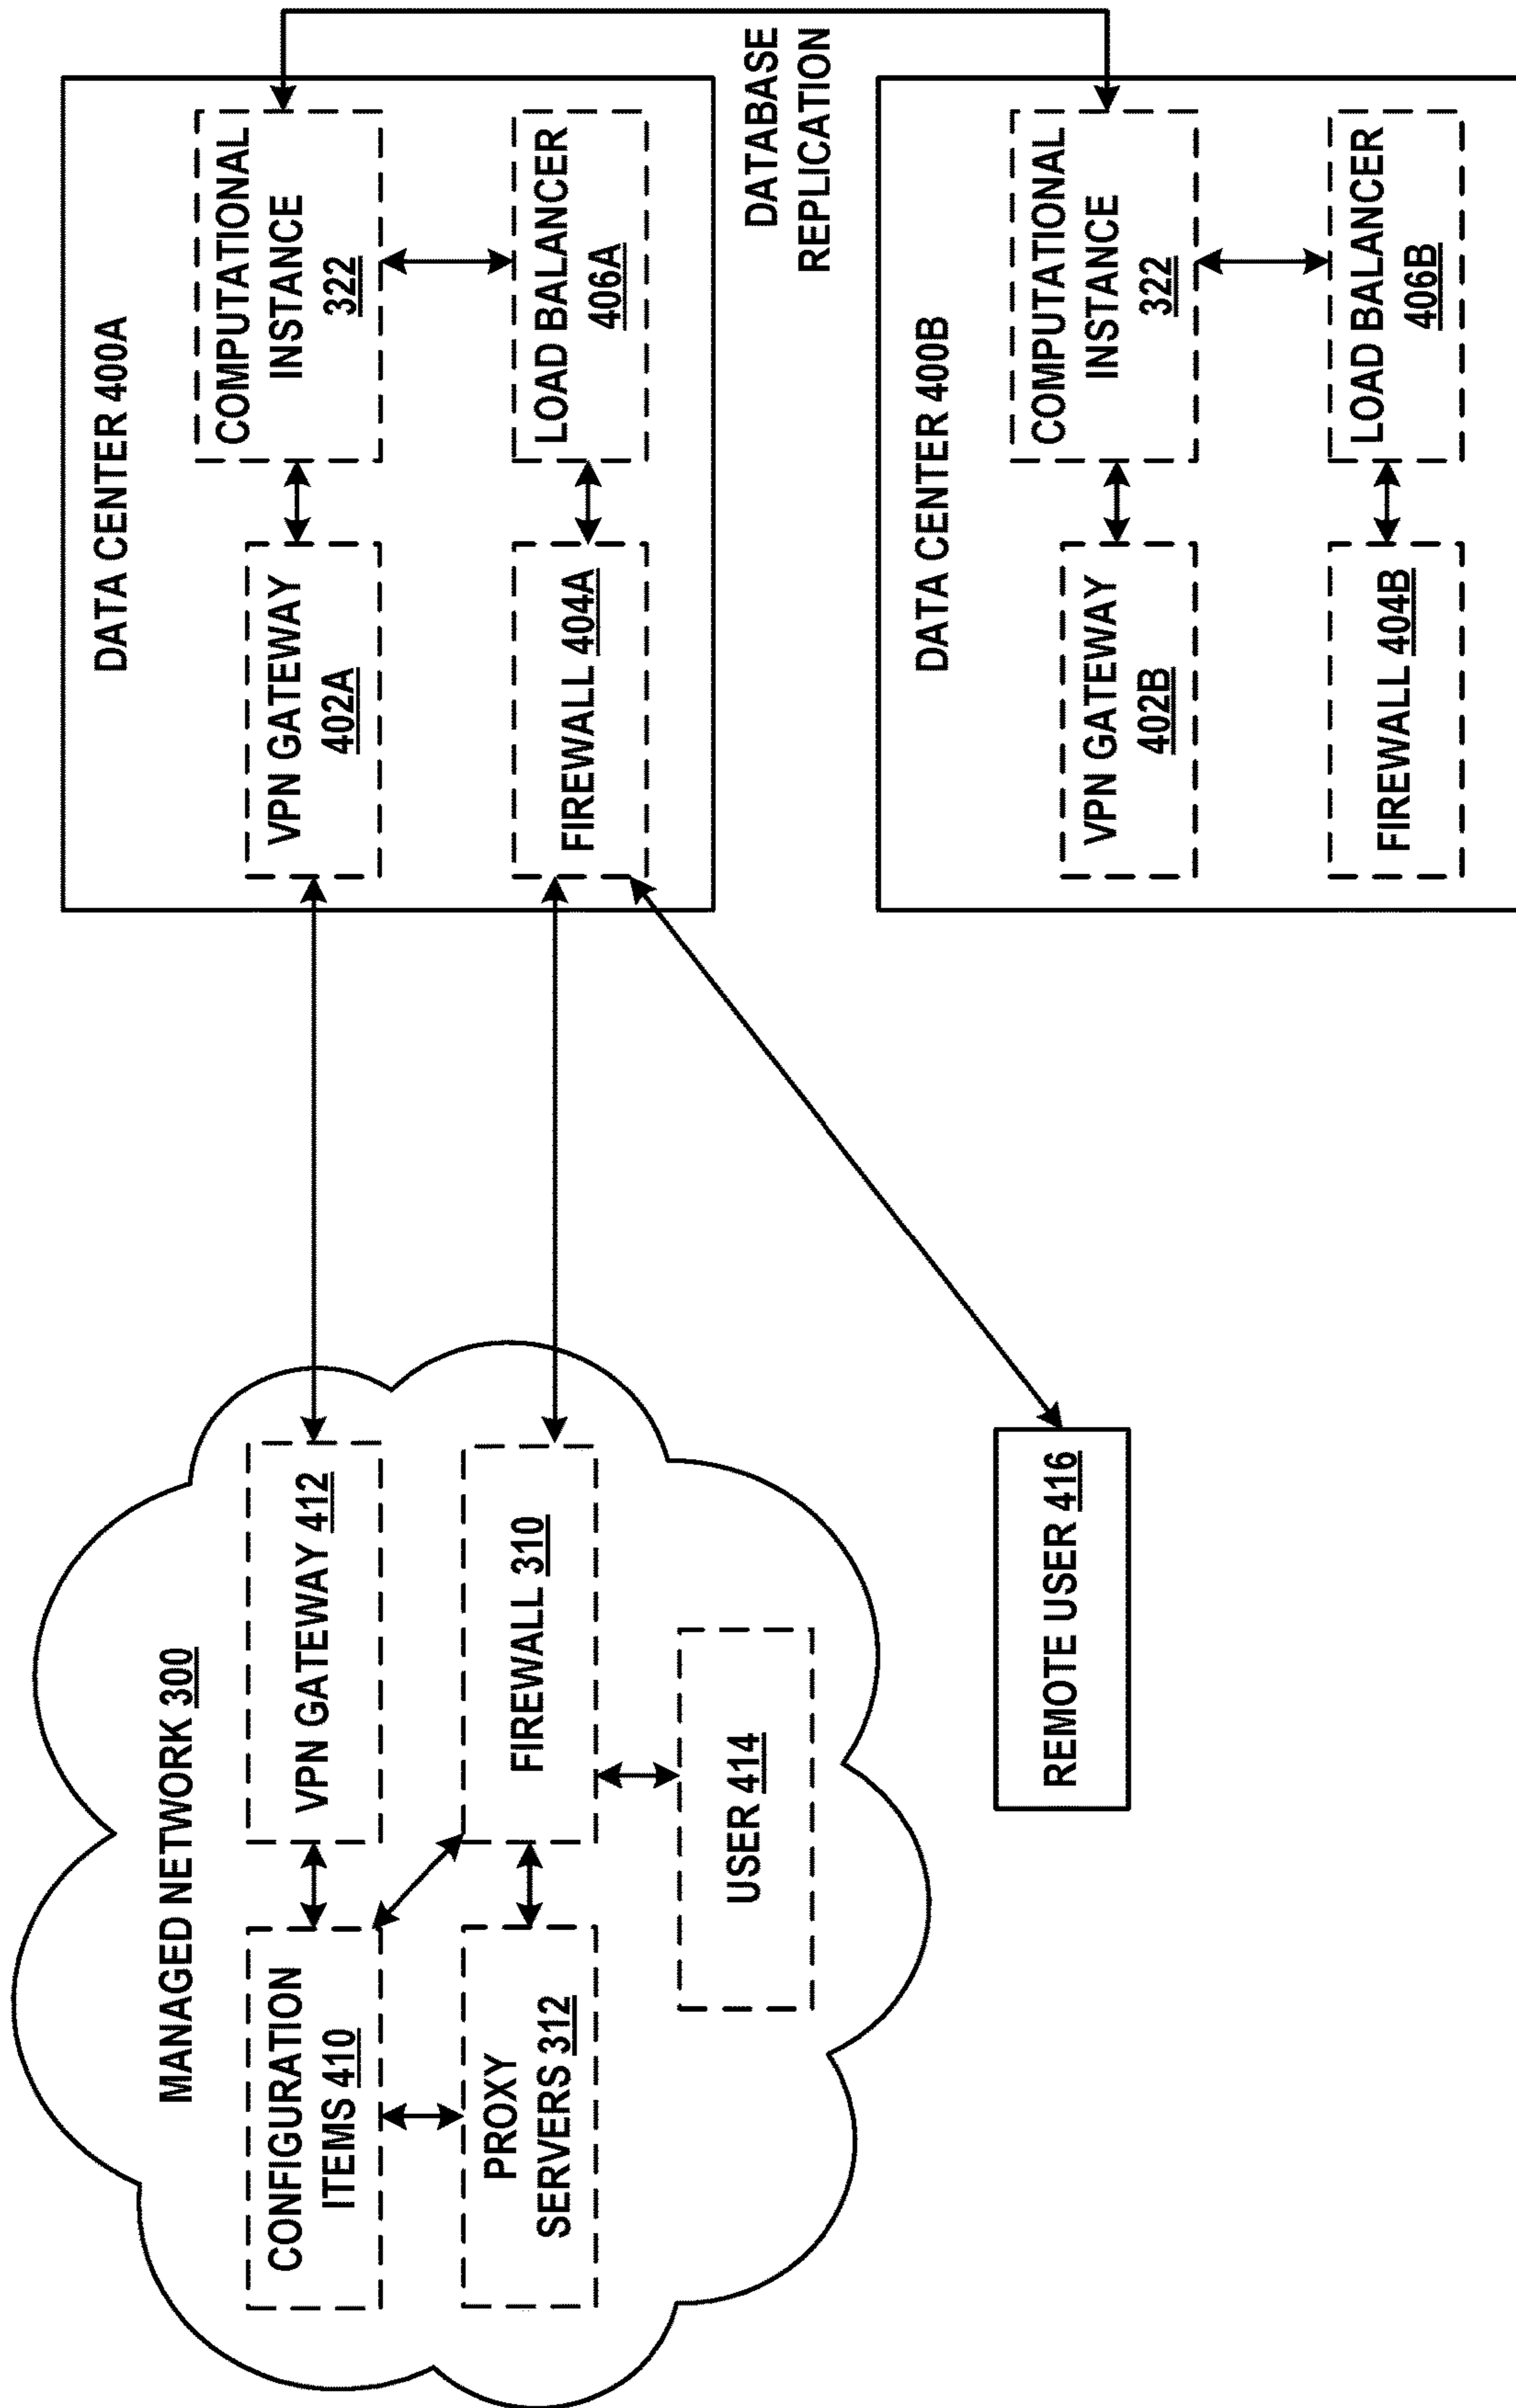 MANAGED NETWORK 300
CONFIGURATION
ITEMS 410
VPN GATEWAY 412
PROXY
SERVERS 312
FIREWALL 310
USER 414
REMOTE USER 416
DATA CENTER 400A
VPN GATEWAY
402A
COMPUTATIONAL
INSTANCE
322
FIREWALL 404A
LOAD BALANCER
406A
DATABASE
REPLICATION
DATA CENTER 400B
VPN GATEWAY
402B
COMPUTATIONAL
INSTANCE
322
FIREWALL 404B
LOAD BALANCER
406B